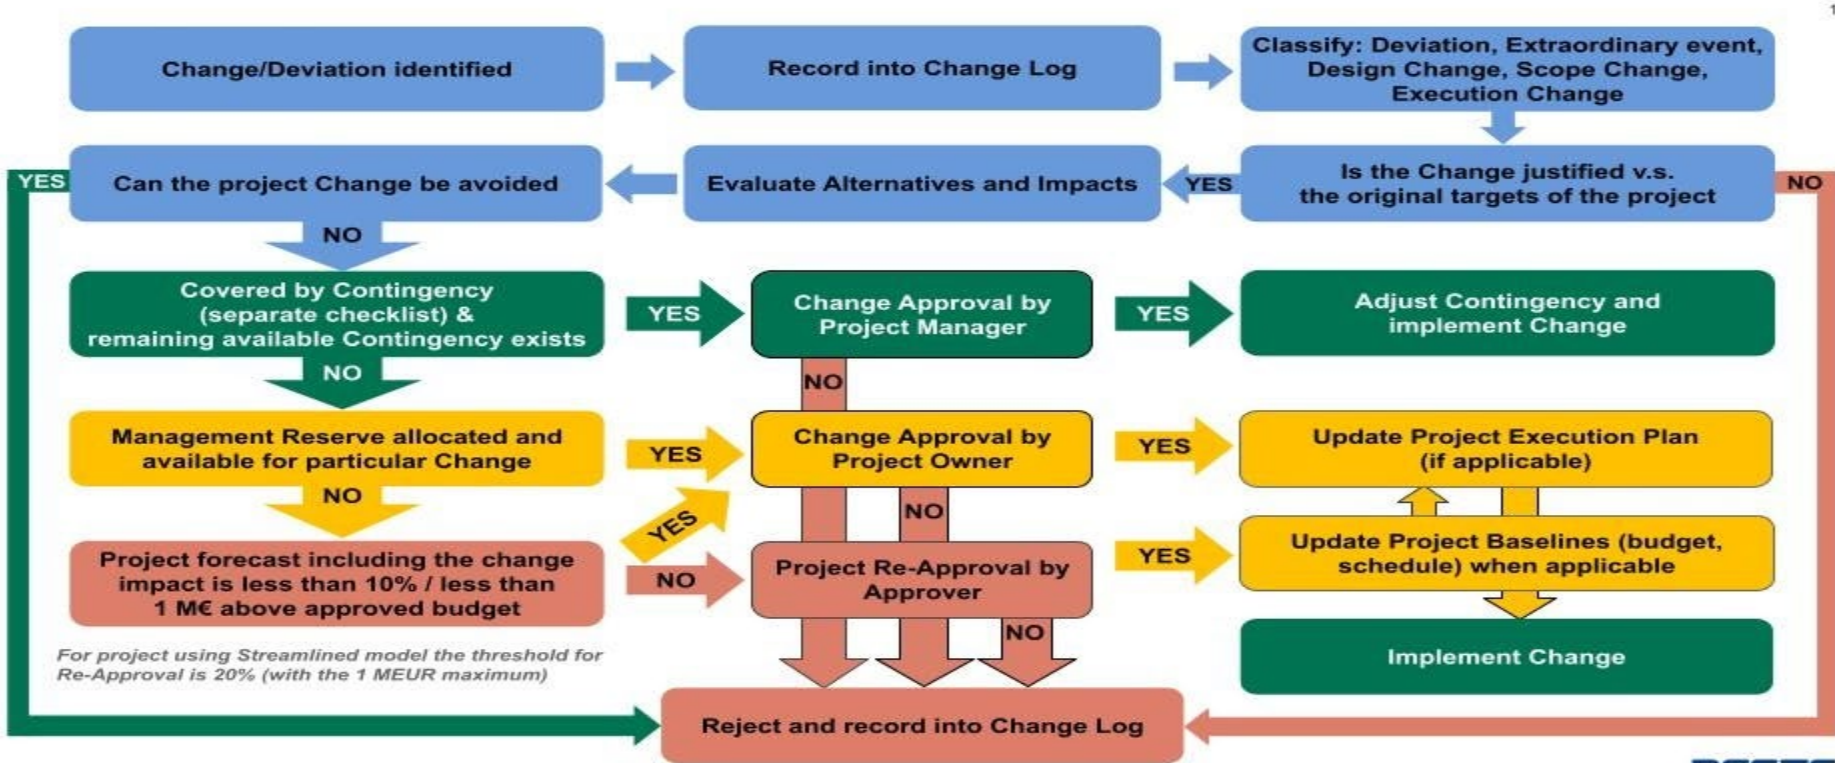 1
Change/Deviation identified
Record into Change Log
Classify: Deviation, Extraordinary event,
Design Change, Scope Change,
Execution Change
YES
Can the project Change be avoided
Evaluate Alternatives and Impacts
YES
Is the Change justified v.s.
the original targets of the project
NO
NO
Covered by Contingency
(separate checklist) &
remaining available Contingency exists
YES
Change Approval by
Project Manager
YES
Adjust Contingency and
implement Change
NO
NO
Management Reserve allocated and
available for particular Change
YES
Change Approval by
Project Owner
YES
Update Project Execution Plan
(if applicable)
NO
YES
NO
Project forecast including the change
impact is less than 10% / less than
1 M€ above approved budget
NO
Project Re-Approval by
Approver
YES
Update Project Baselines (budget,
schedule) when applicable
NO
For project using Streamlined model the threshold for
Re-Approval is 20% (with the 1 MEUR maximum)
Implement Change
Reject and record into Change Log